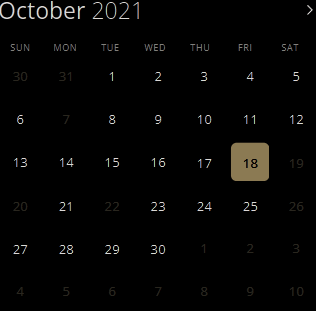 October 2021
SUN MON TUE WED THU FRI SAT
30 31 1 2 3 4 5
6 7 8 9 10 11 12
13 14 15 16 17 18 19
20 21 22 23 24 25 26
27 28 29 30 1 2 3
4 5 6 7 8 9 10